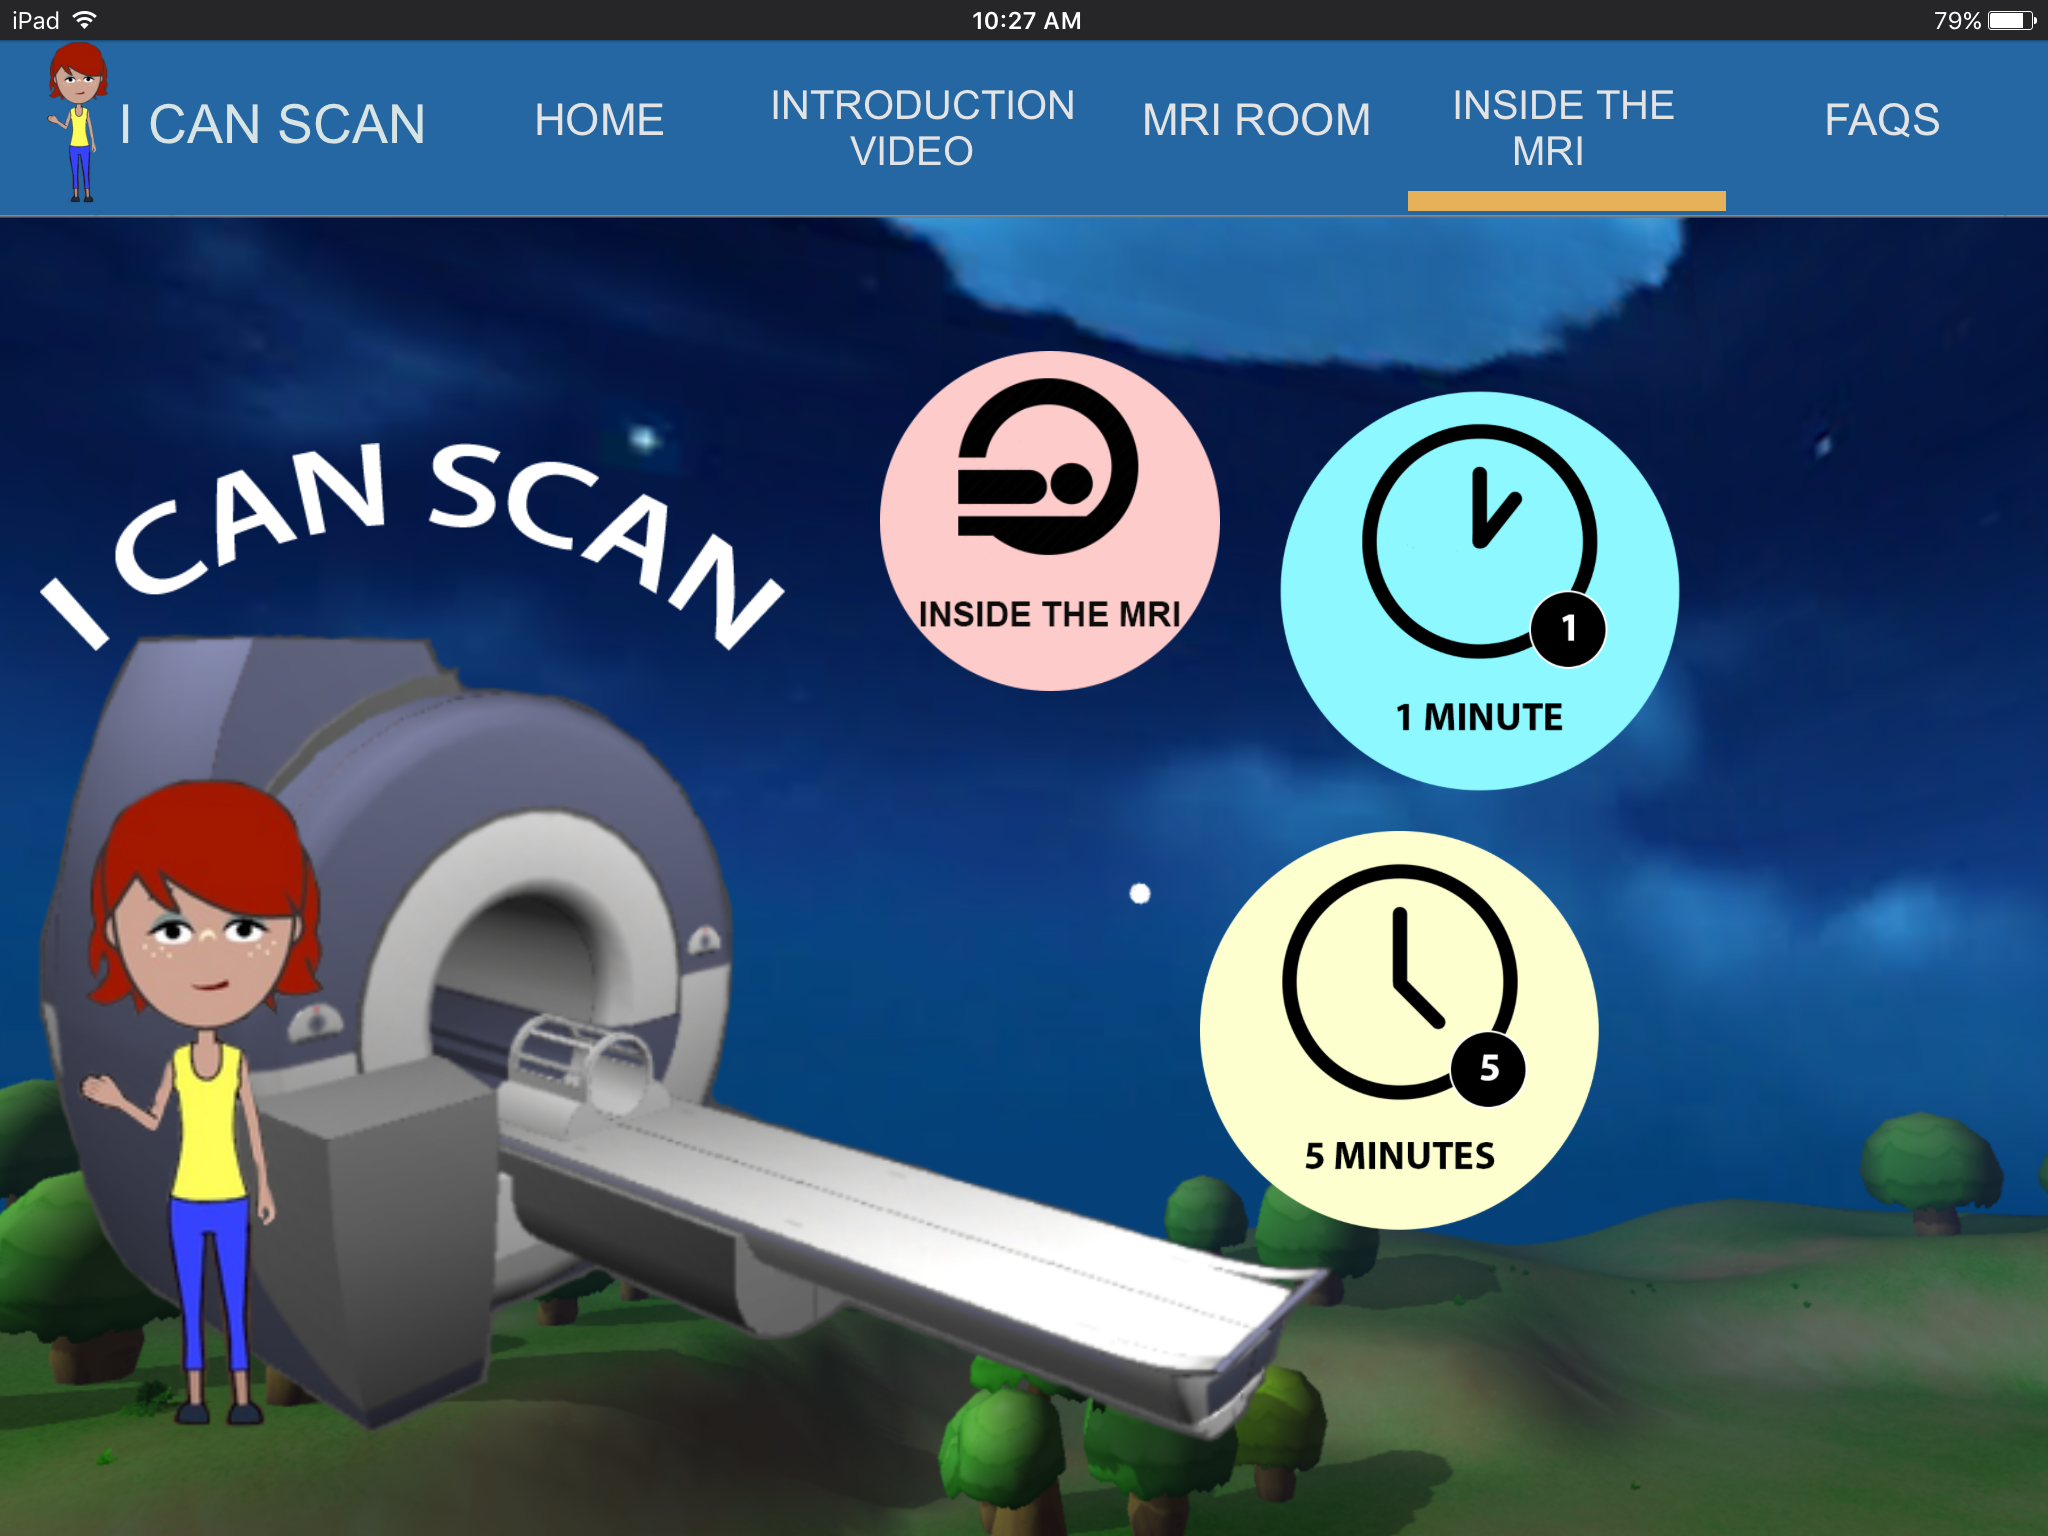 iPad
10:27 AM
79%
I CAN SCAN
HOME
INTRODUCTION
VIDEO
MRI ROOM
INSIDE THE
MRI
FAQS
I CAN SCAN
INSIDE THE MRI
1
1 MINUTE
5
5 MINUTES